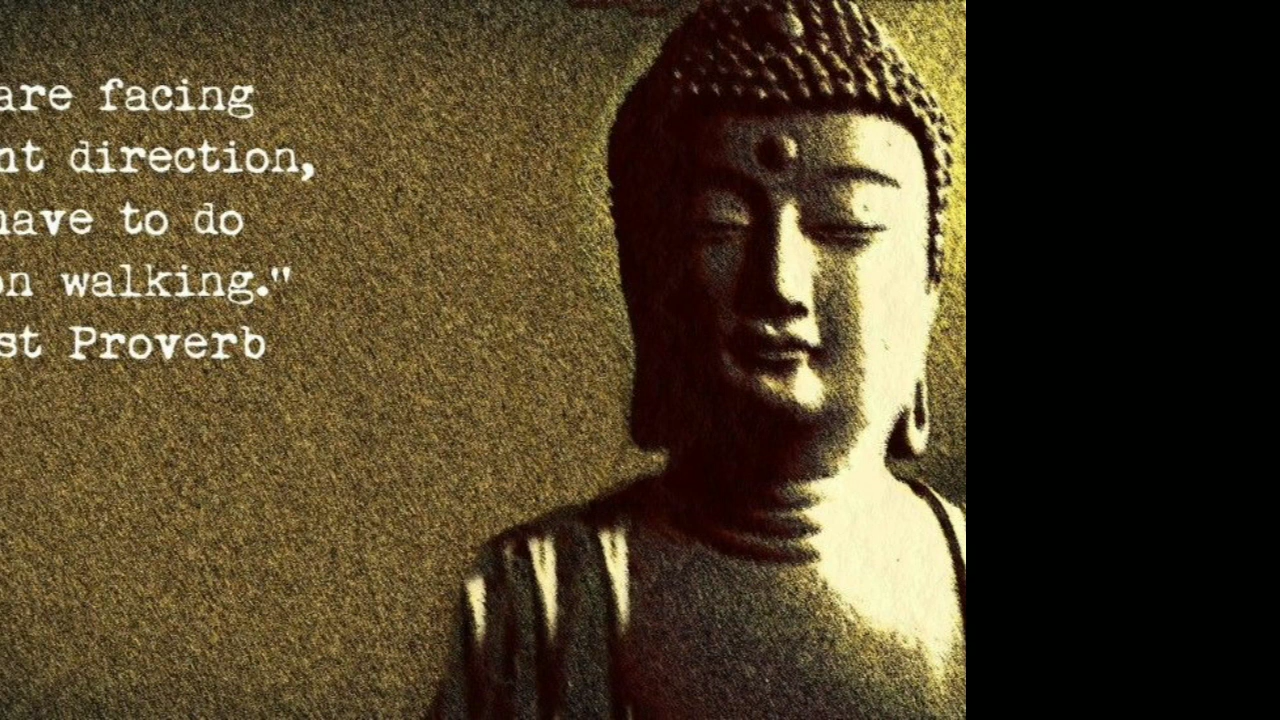 are facing
nt direction,
have to do
on walking."
st Proverb